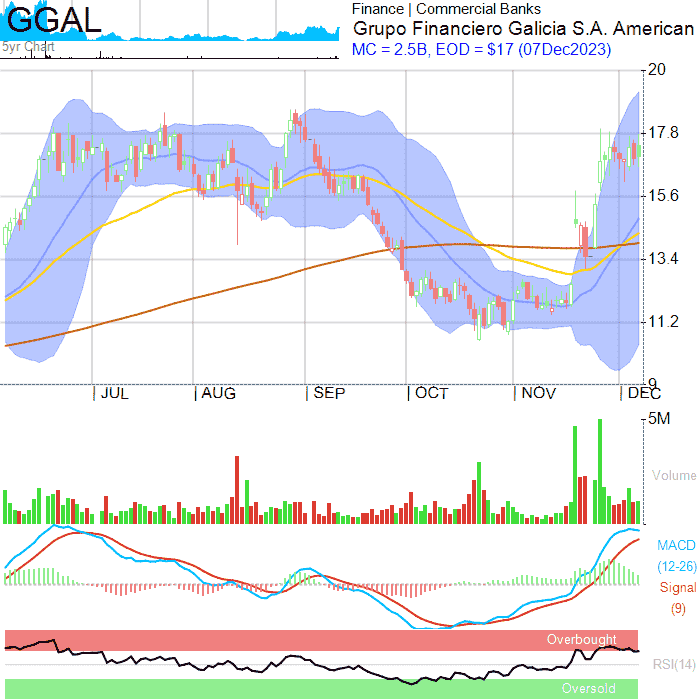 GGAL
Finance | Commercial Banks
Grupo Financiero Galicia S.A. American
MC = 2.5B, EOD = $17 (07Dec2023)
5yr Chart
20
17.8
15.6
13.4
11.2
9
JUL AUG SEP OCT NOV DEC
5M
Volume
MACD
(12-26)
Signal
(9)
Overbought
RSI(14)
Oversold